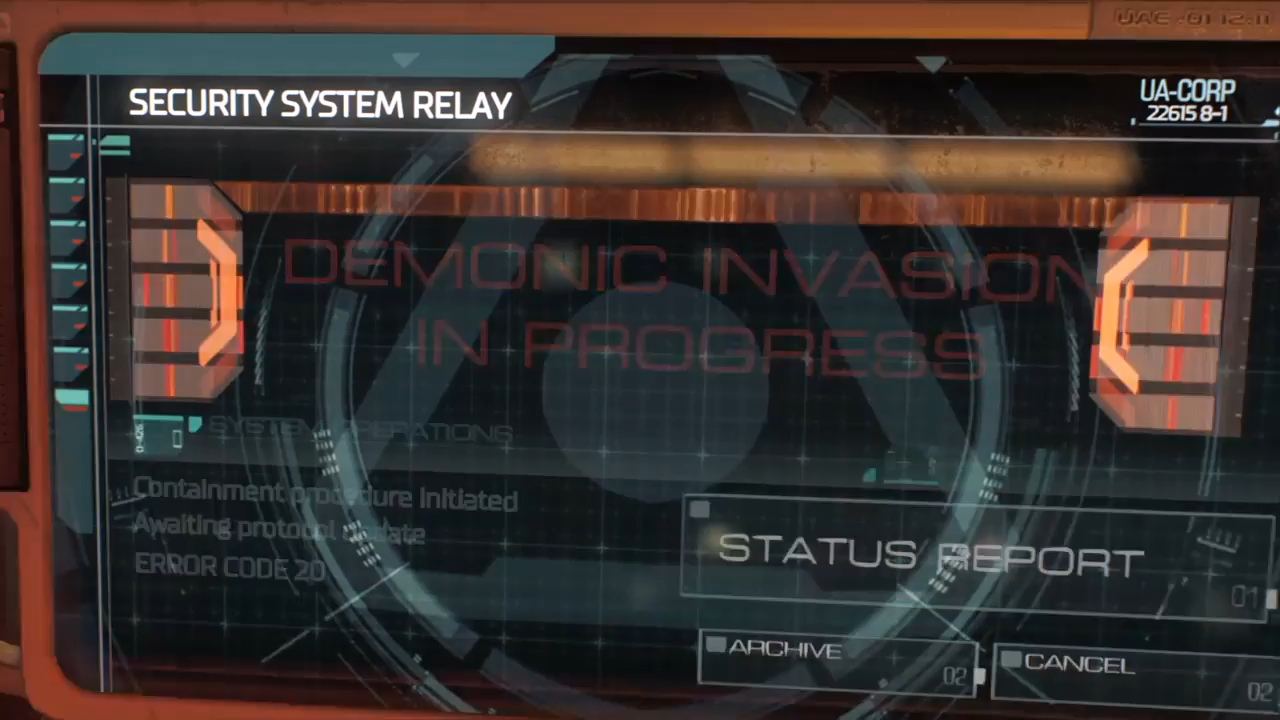 UAC -01 12:11
SECURITY SYSTEM RELAY
UA-CORP
22615 8-1
DEMONIC INVASION
IN PROGRESS
SYSTEM OPERATIONS
Containment procedure initiated
Awaiting protocol update
ERROR CODE 20
STATUS REPORT
01
ARCHIVE
02
CANCEL
02